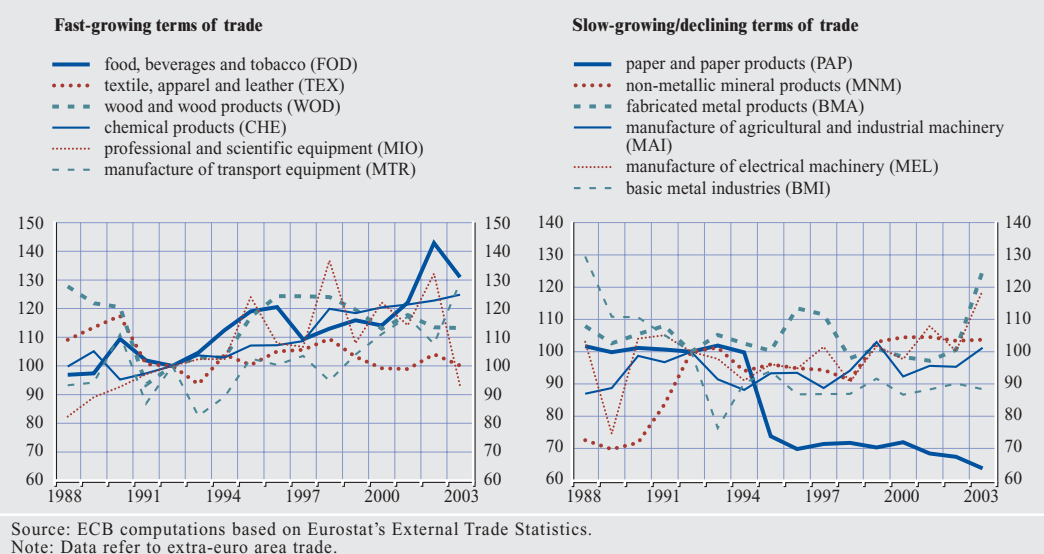 Fast-growing terms of trade
food, beverages and tobacco (FOD)
textile, apparel and leather (TEX)
wood and wood products (WOD)
chemical products (CHE)
professional and scientific equipment (MIO)
manufacture of transport equipment (MTR)
150 150
140 140
130 130
120 120
110 110
100 100
90 90
80 80
70 70
60 60
1988 1991 1994 1997 2000 2003
Slow-growing/declining terms of trade
paper and paper products (PAP)
non-metallic mineral products (MNM)
fabricated metal products (BMA)
manufacture of agricultural and industrial machinery
(MAI)
manufacture of electrical machinery (MEL)
basic metal industries (BMI)
140 140
130 130
120 120
110 110
100 100
90 90
80 80
70 70
60 60
1988 1991 1994 1997 2000 2003
Source: ECB computations based on Eurostat's External Trade Statistics.
Note: Data refer to extra-euro area trade.